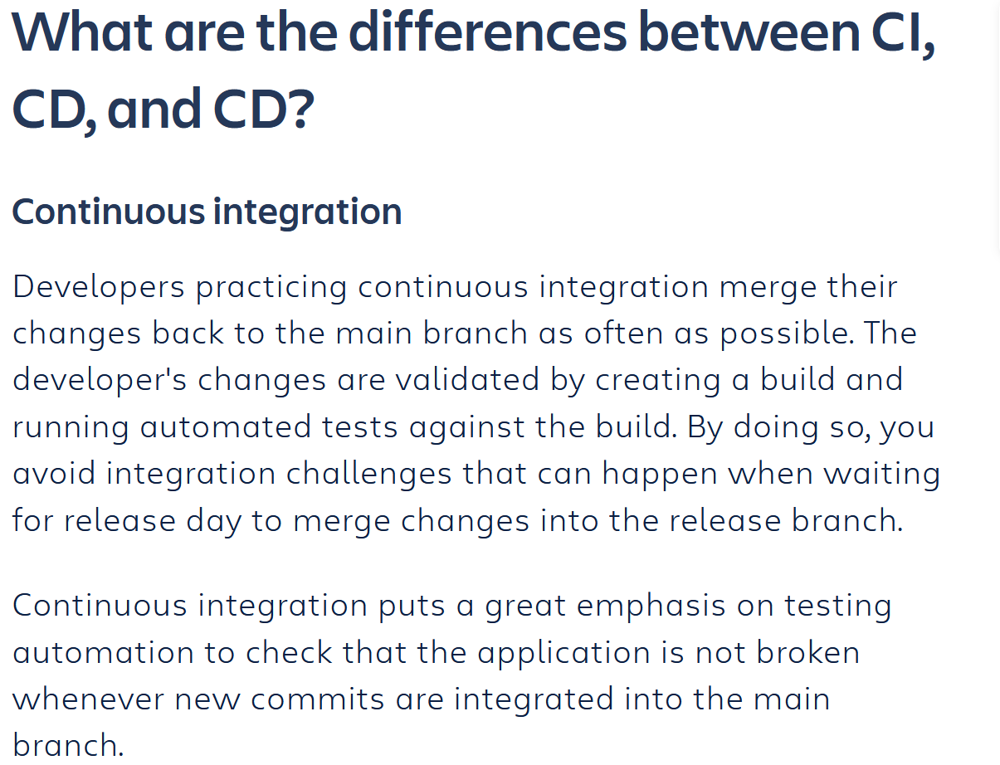 What are the differences between CI,
CD, and CD?
Continuous integration
Developers practicing continuous integration merge their
changes back to the main branch as often as possible. The
developer's changes are validated by creating a build and
running automated tests against the build. By doing so, you
avoid integration challenges that can happen when waiting
for release day to merge changes into the release branch.
Continuous integration puts a great emphasis on testing
automation to check that the application is not broken
whenever new commits are integrated into the main
branch.